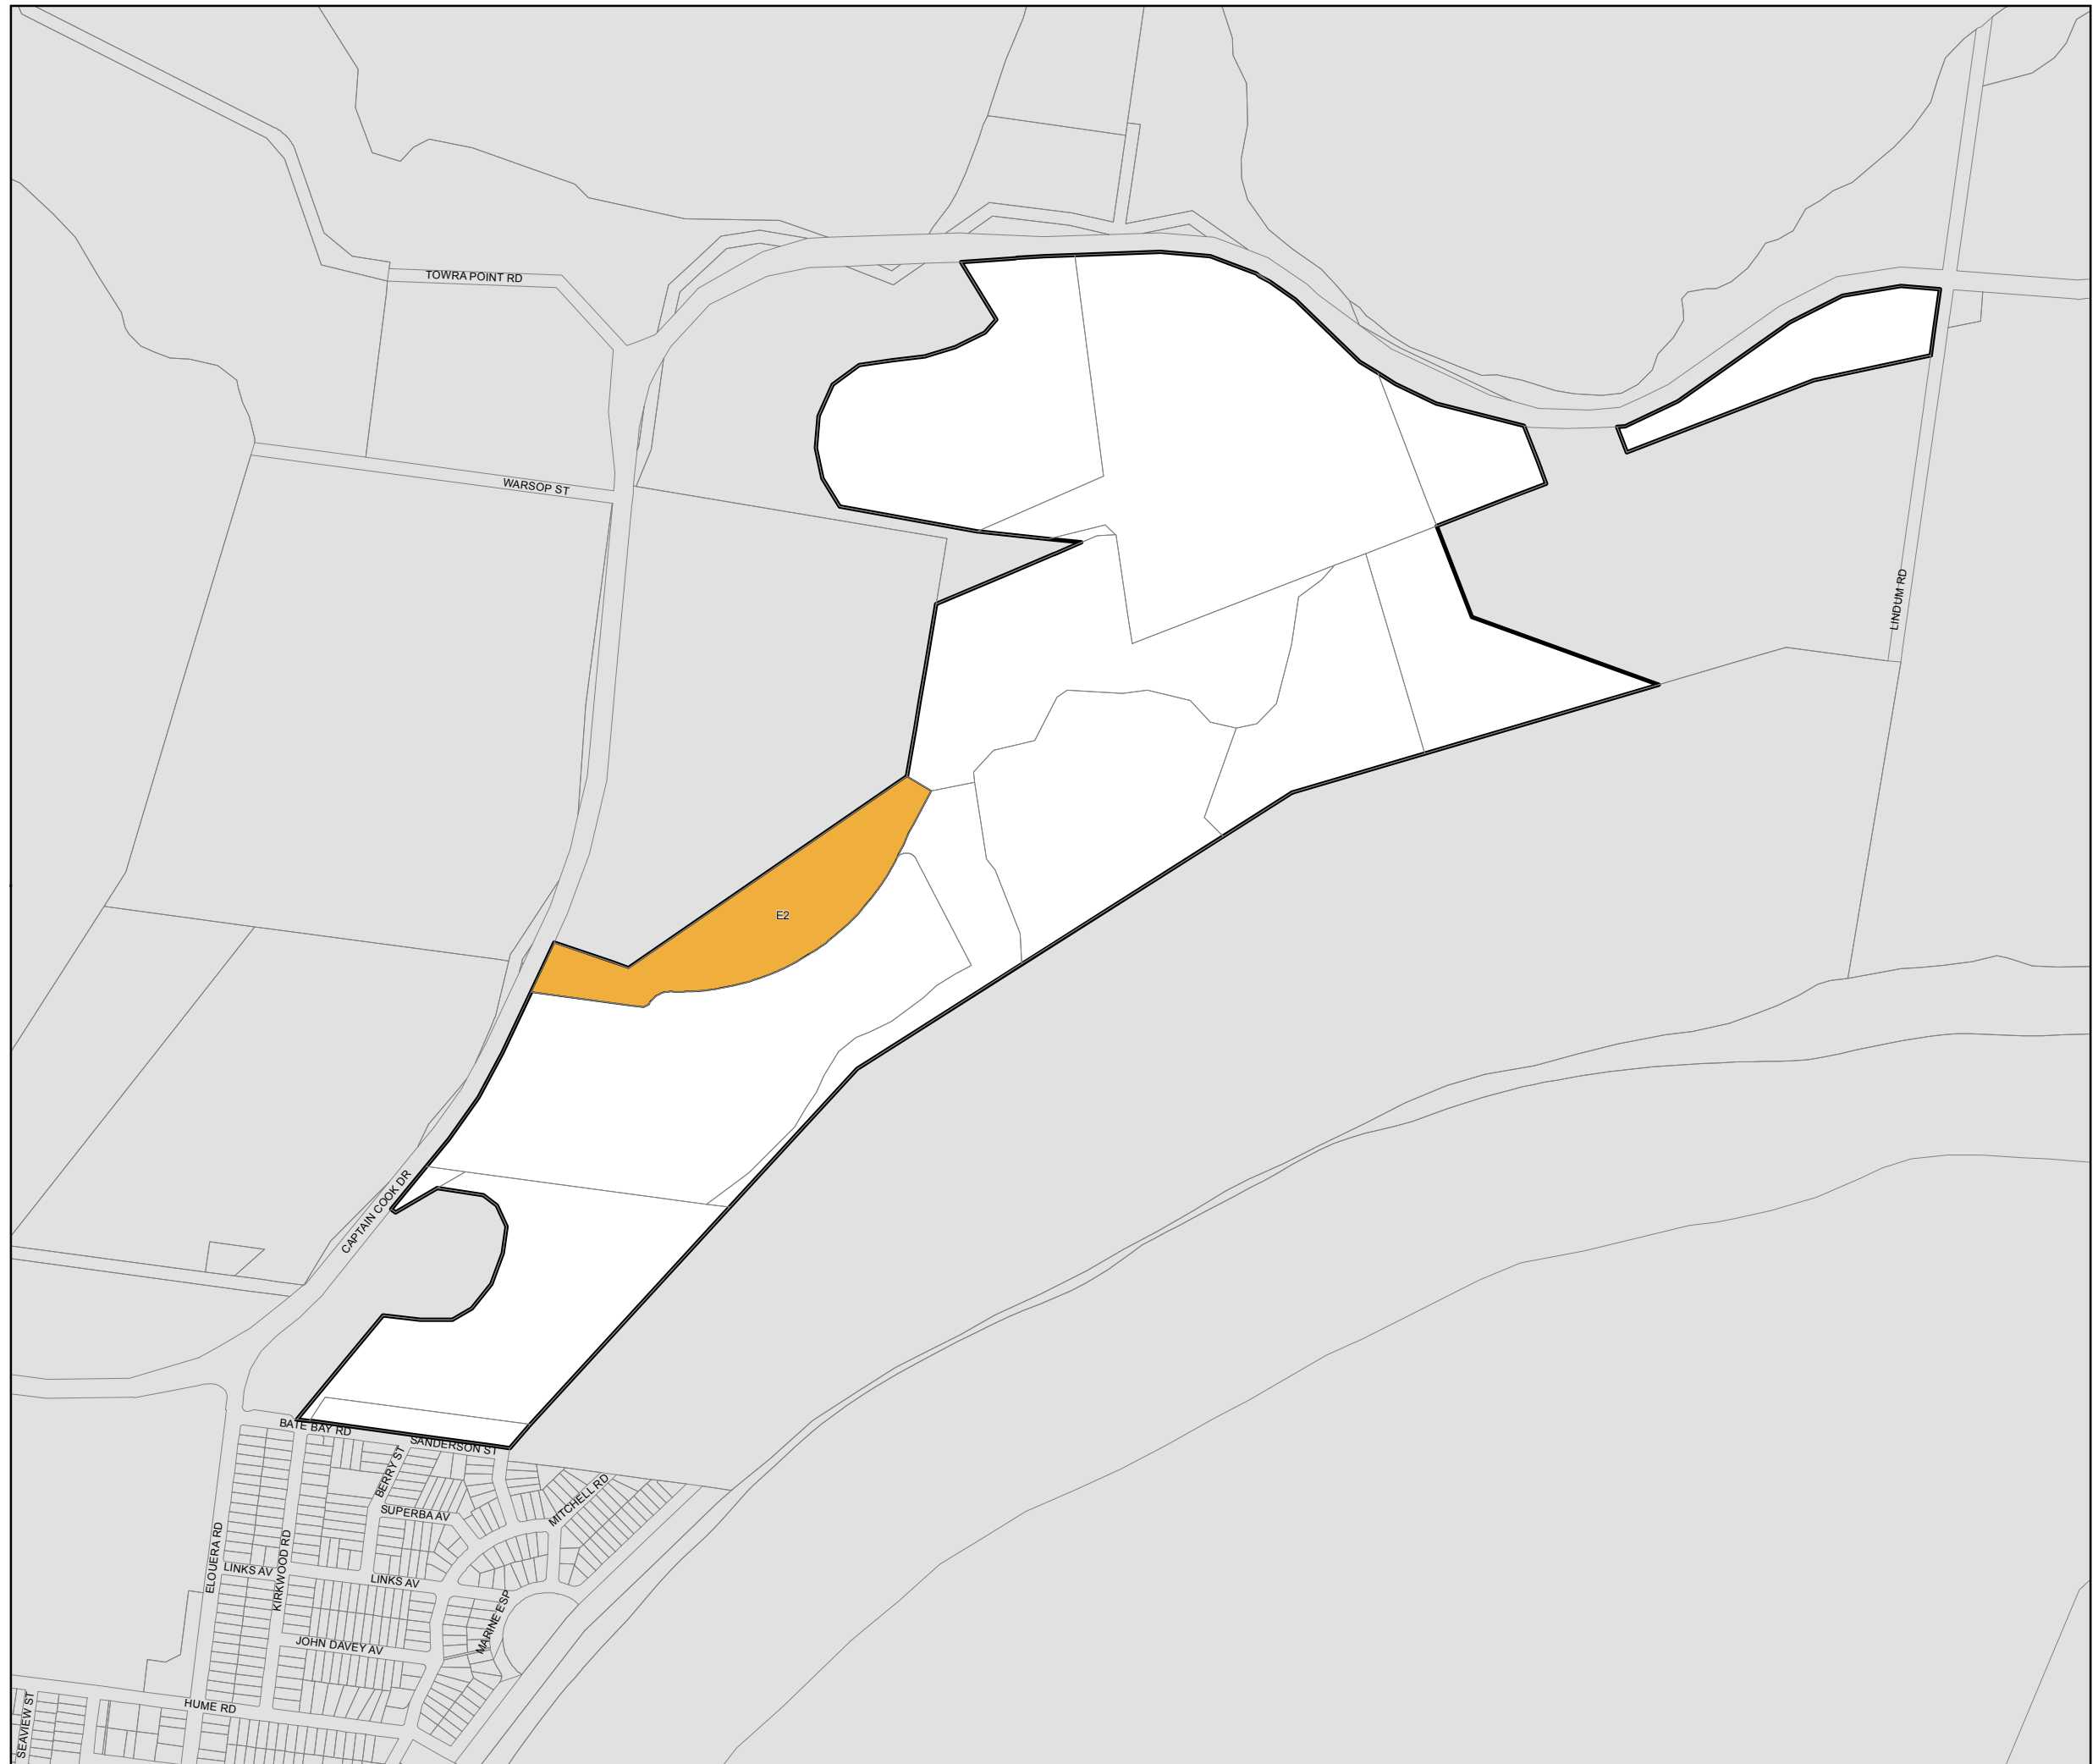 TOWRA POINT RD
WARSOP ST
LINDUM RD
E2
CAPTAIN COOK DR
BATE BAY RD
SANDERSON ST
BERRY ST
MITCHELL RD
SUPERBA AV
ELOUERA RD
KIRKWOOD RD
LINKS AV
LINKS AV
MARINE ESP
JOHN DAVEY AV
HUME RD
SEAVIEW ST